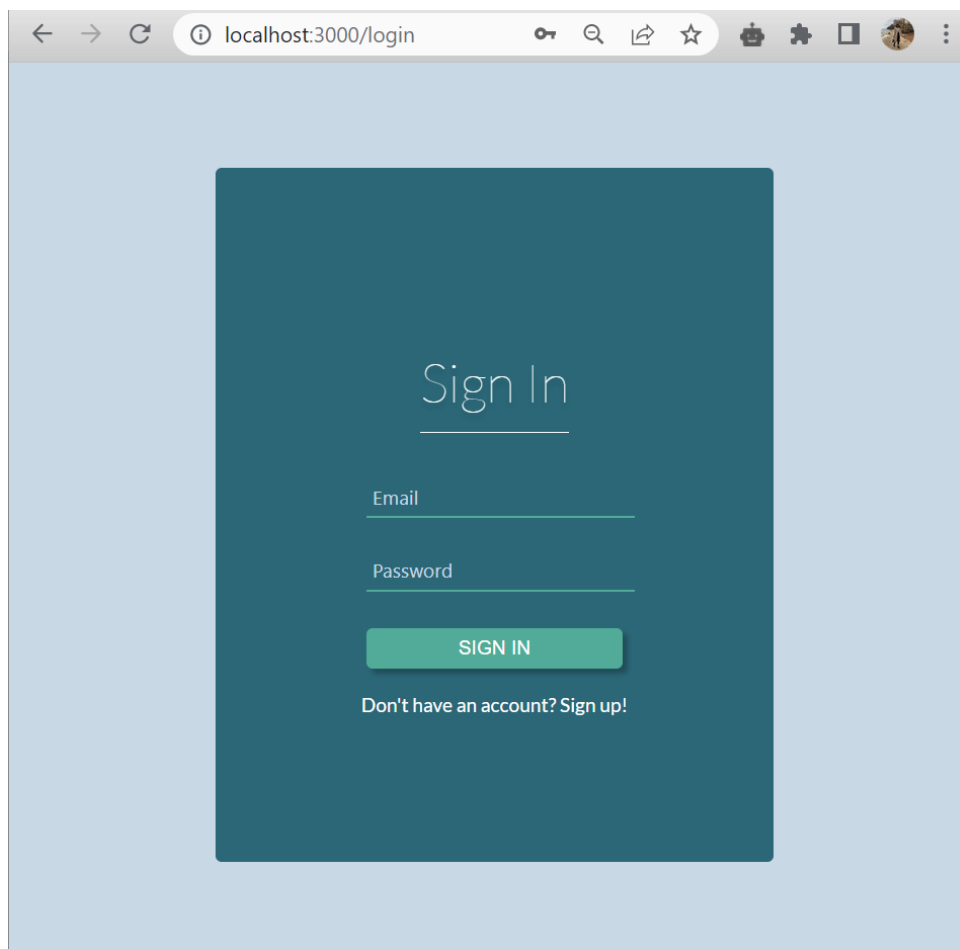 localhost:3000/login
Sign In
Email
Password
SIGN IN
Don't have an account? Sign up!